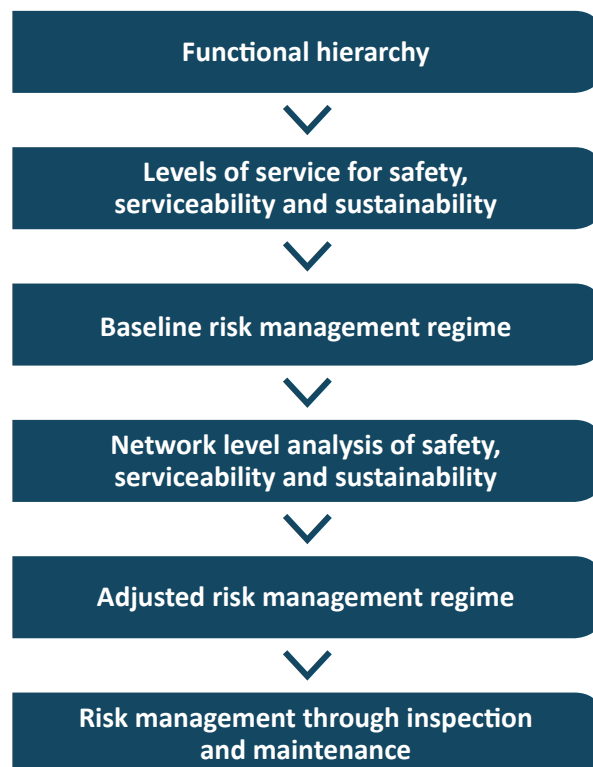 Functional hierarchy
Levels of service for safety,
serviceability and sustainability
Baseline risk management regime
Network level analysis of safety,
serviceability and sustainability
Adjusted risk management regime
Risk management through inspection
and maintenance